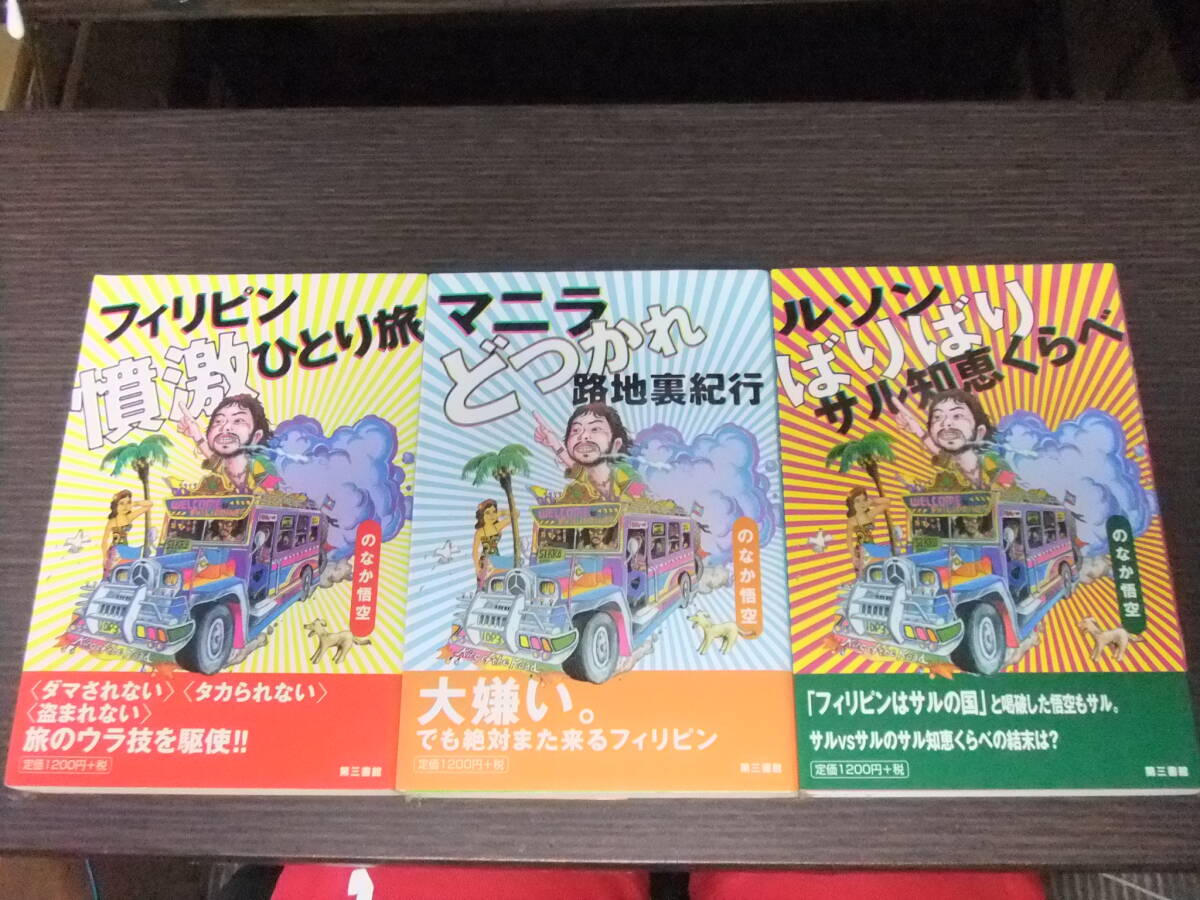 フィリピン
憤激ひとり旅
WELCOME
のなか悟空
〈ダマされない〉〈タカられない〉
〈盗まれない〉
旅のウラ技を駆使!!
定価1200円+税
第三書館
マニラ
どつかれ
路地裏紀行
WELCOME
のなか悟空
大嫌い。
でも絶対また来るフィリピン
定価1200円+税
第三書館
ルソン
ばりばり
サル知恵くらべ
WELCOME
のなか悟空
「フィリピンはサルの国」と喝破した悟空もサル。
サルvsサルのサル知恵くらべの結末は?
定価1200円+税
第三書館